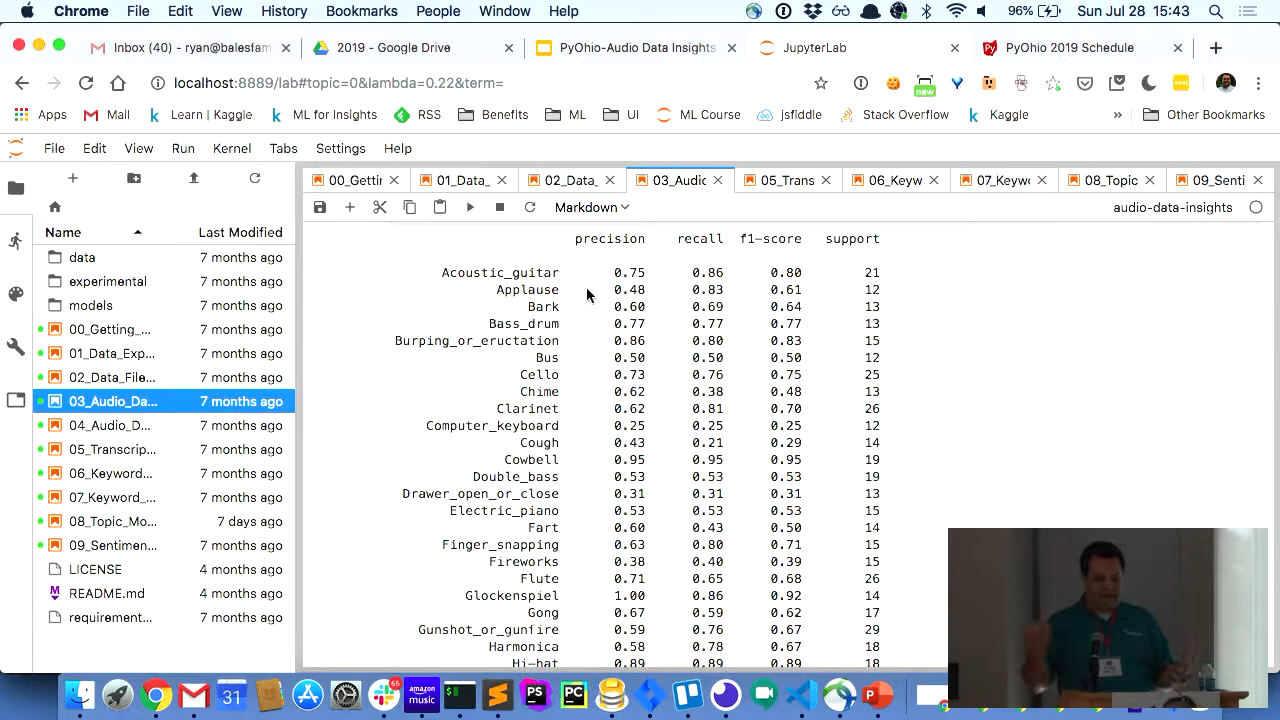 Chrome File Edit View History Bookmarks People Window Help 96% Sun Jul 28 15:43
Inbox (40) - ryan@balesfam 2019 - Google Drive PyOhio-Audio Data Insights JupyterLab PyOhio 2019 Schedule
localhost:8889/lab#topic=0&lambda=0.22&term= new
Apps Mail Learn | Kaggle ML for Insights RSS Benefits ML UI ML Course jsfiddle Stack Overflow Kaggle » Other Bookmarks
File Edit View Run Kernel Tabs Settings Help
00_Gettin 01_Data_ 02_Data_ 03_Audio 05_Trans 06_Keyw 07_Keyw 08_Topic 09_Senti
Markdown audio-data-insights
Name Last Modified
data 7 months ago
experimental 7 months ago
models 7 months ago
00_Getting_... 7 months ago
01_Data_Exp... 7 months ago
02_Data_File... 7 months ago
03_Audio_Da... 7 months ago
04_Audio_D... 7 months ago
05_Transcrip... 7 months ago
06_Keyword... 7 months ago
07_Keyword_... 7 months ago
08_Topic_Mo... 7 days ago
09_Sentimen... 7 months ago
LICENSE 4 months ago
README.md 4 months ago
requirement... 7 months ago
precision recall f1-score support
Acoustic_guitar 0.75 0.86 0.80 21
Applause 0.48 0.83 0.61 12
Bark 0.60 0.69 0.64 13
Bass_drum 0.77 0.77 0.77 13
Burping_or_eructation 0.86 0.80 0.83 15
Bus 0.50 0.50 0.50 12
Cello 0.73 0.76 0.75 25
Chime 0.62 0.38 0.48 13
Clarinet 0.62 0.81 0.70 26
Computer_keyboard 0.25 0.25 0.25 12
Cough 0.43 0.21 0.29 14
Cowbell 0.95 0.95 0.95 19
Double_bass 0.53 0.53 0.53 19
Drawer_open_or_close 0.31 0.31 0.31 13
Electric_piano 0.53 0.53 0.53 15
Fart 0.60 0.43 0.50 14
Finger_snapping 0.63 0.80 0.71 15
Fireworks 0.38 0.40 0.39 15
Flute 0.71 0.65 0.68 26
Glockenspiel 1.00 0.86 0.92 14
Gong 0.67 0.59 0.62 17
Gunshot_or_gunfire 0.59 0.76 0.67 29
Harmonica 0.58 0.78 0.67 18
Hi-hat 0.89 0.89 0.89 18
31 65 amazon music PS PC